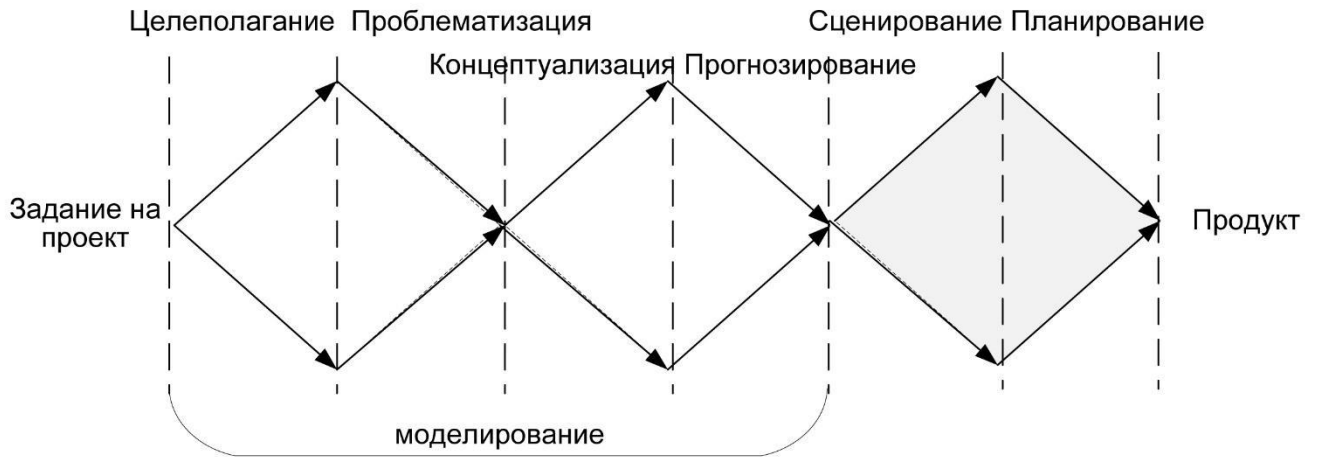 Целеполагание Проблематизация
Сценирование Планирование
Концептуализация Прогнозирование
Задание на
проект
Продукт
моделирование